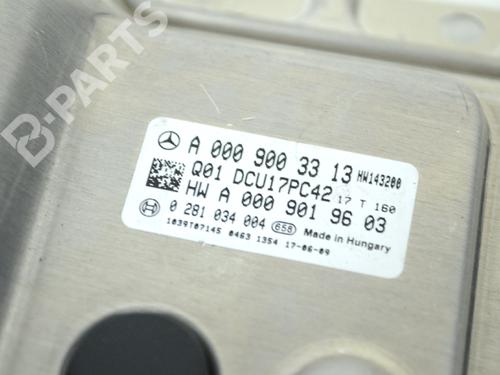 B-PARTS
A 000 900 33 13 HW143200
Q01 DCU17PC42 17 T 160
HW A 000 901 96 03
0 281 034 004 658 Made in Hungary
1039T07145 0463 1354 17-06-09